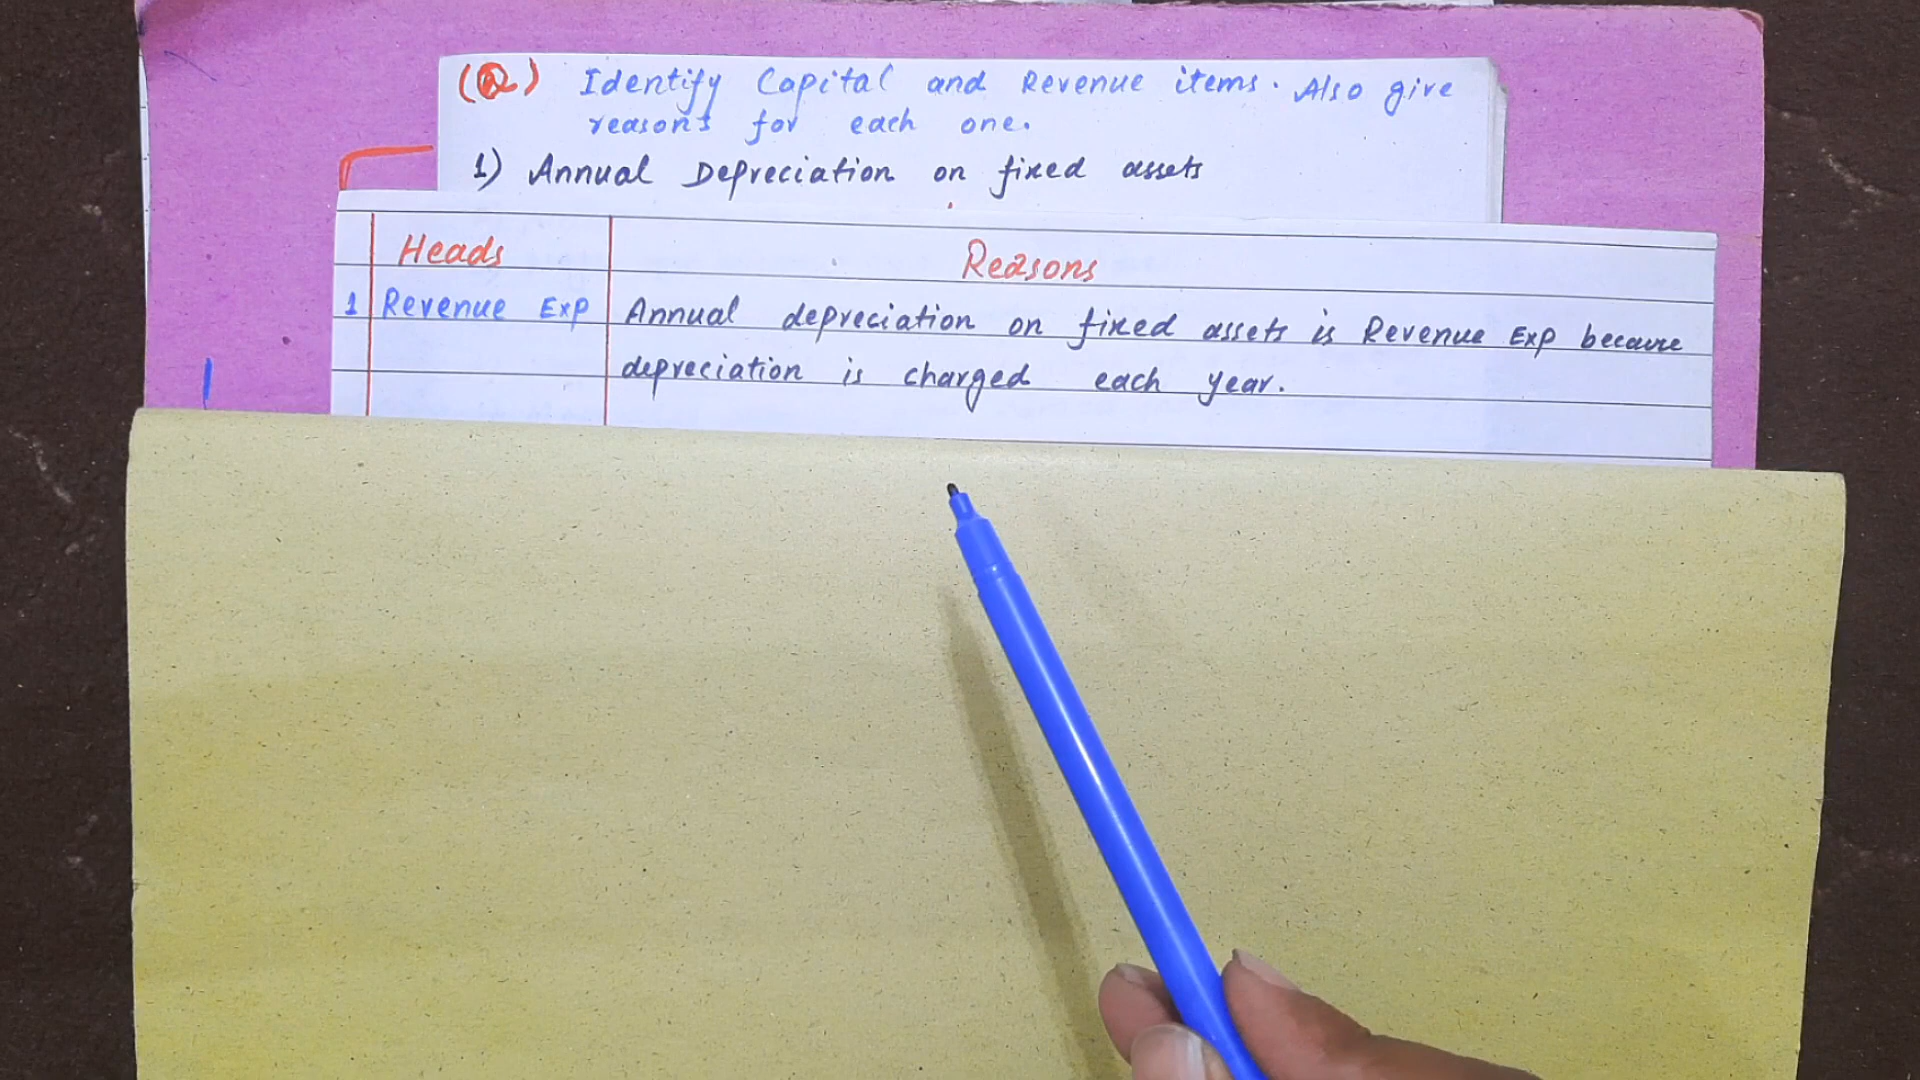 (Q) Identify Capital and Revenue items. Also give
reasons for each one.
1) Annual Depreciation on fixed assets
Heads Reasons
1 Revenue Exp Annual depreciation on fixed assets is Revenue Exp because
depreciation is charged each year.